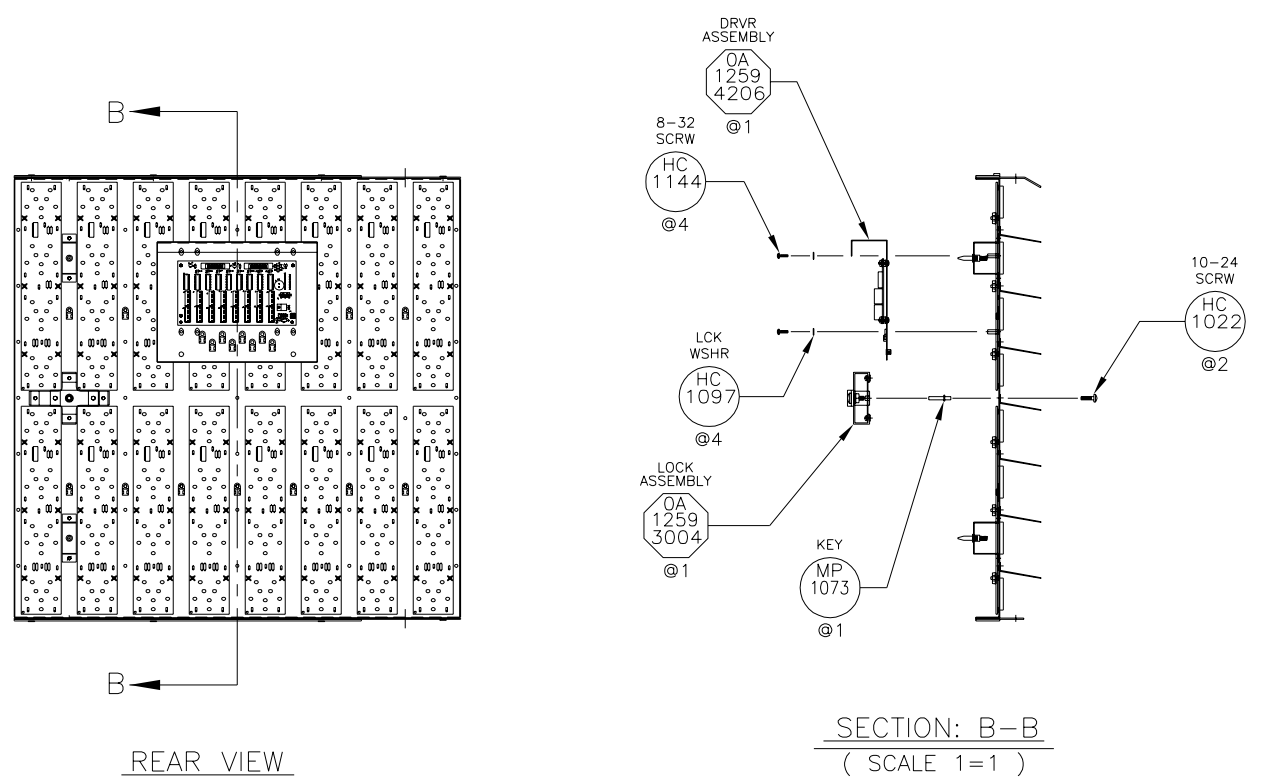 B
B
REAR VIEW
DRVR
ASSEMBLY
0A
1259
4206
@1
8-32
SCRW
HC
1144
@4
LCK
WSHR
HC
1097
@4
LOCK
ASSEMBLY
0A
1259
3004
@1
KEY
MP
1073
@1
10-24
SCRW
HC
1022
@2
SECTION: B-B
( SCALE 1=1 )